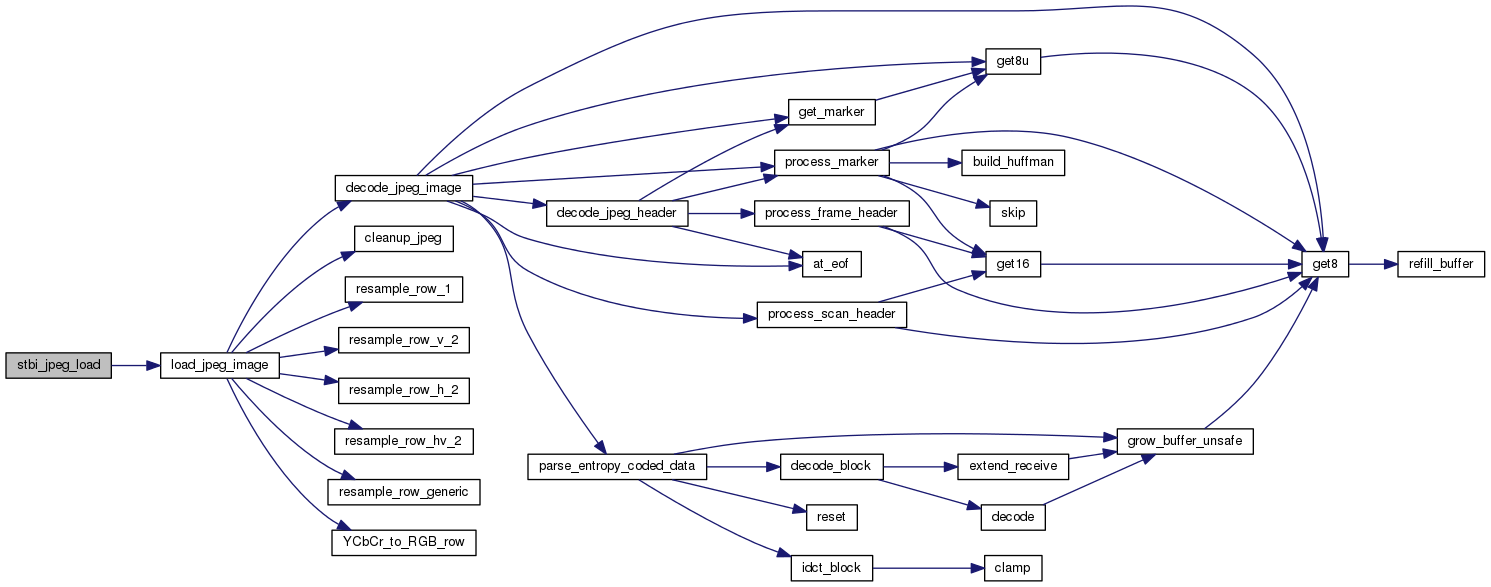 stbi_jpeg_load
load_jpeg_image
decode_jpeg_image
cleanup_jpeg
resample_row_1
resample_row_v_2
resample_row_h_2
resample_row_hv_2
resample_row_generic
YCbCr_to_RGB_row
decode_jpeg_header
parse_entropy_coded_data
get_marker
process_marker
process_frame_header
at_eof
process_scan_header
decode_block
reset
idct_block
get8u
build_huffman
skip
get16
extend_receive
decode
clamp
grow_buffer_unsafe
get8
refill_buffer